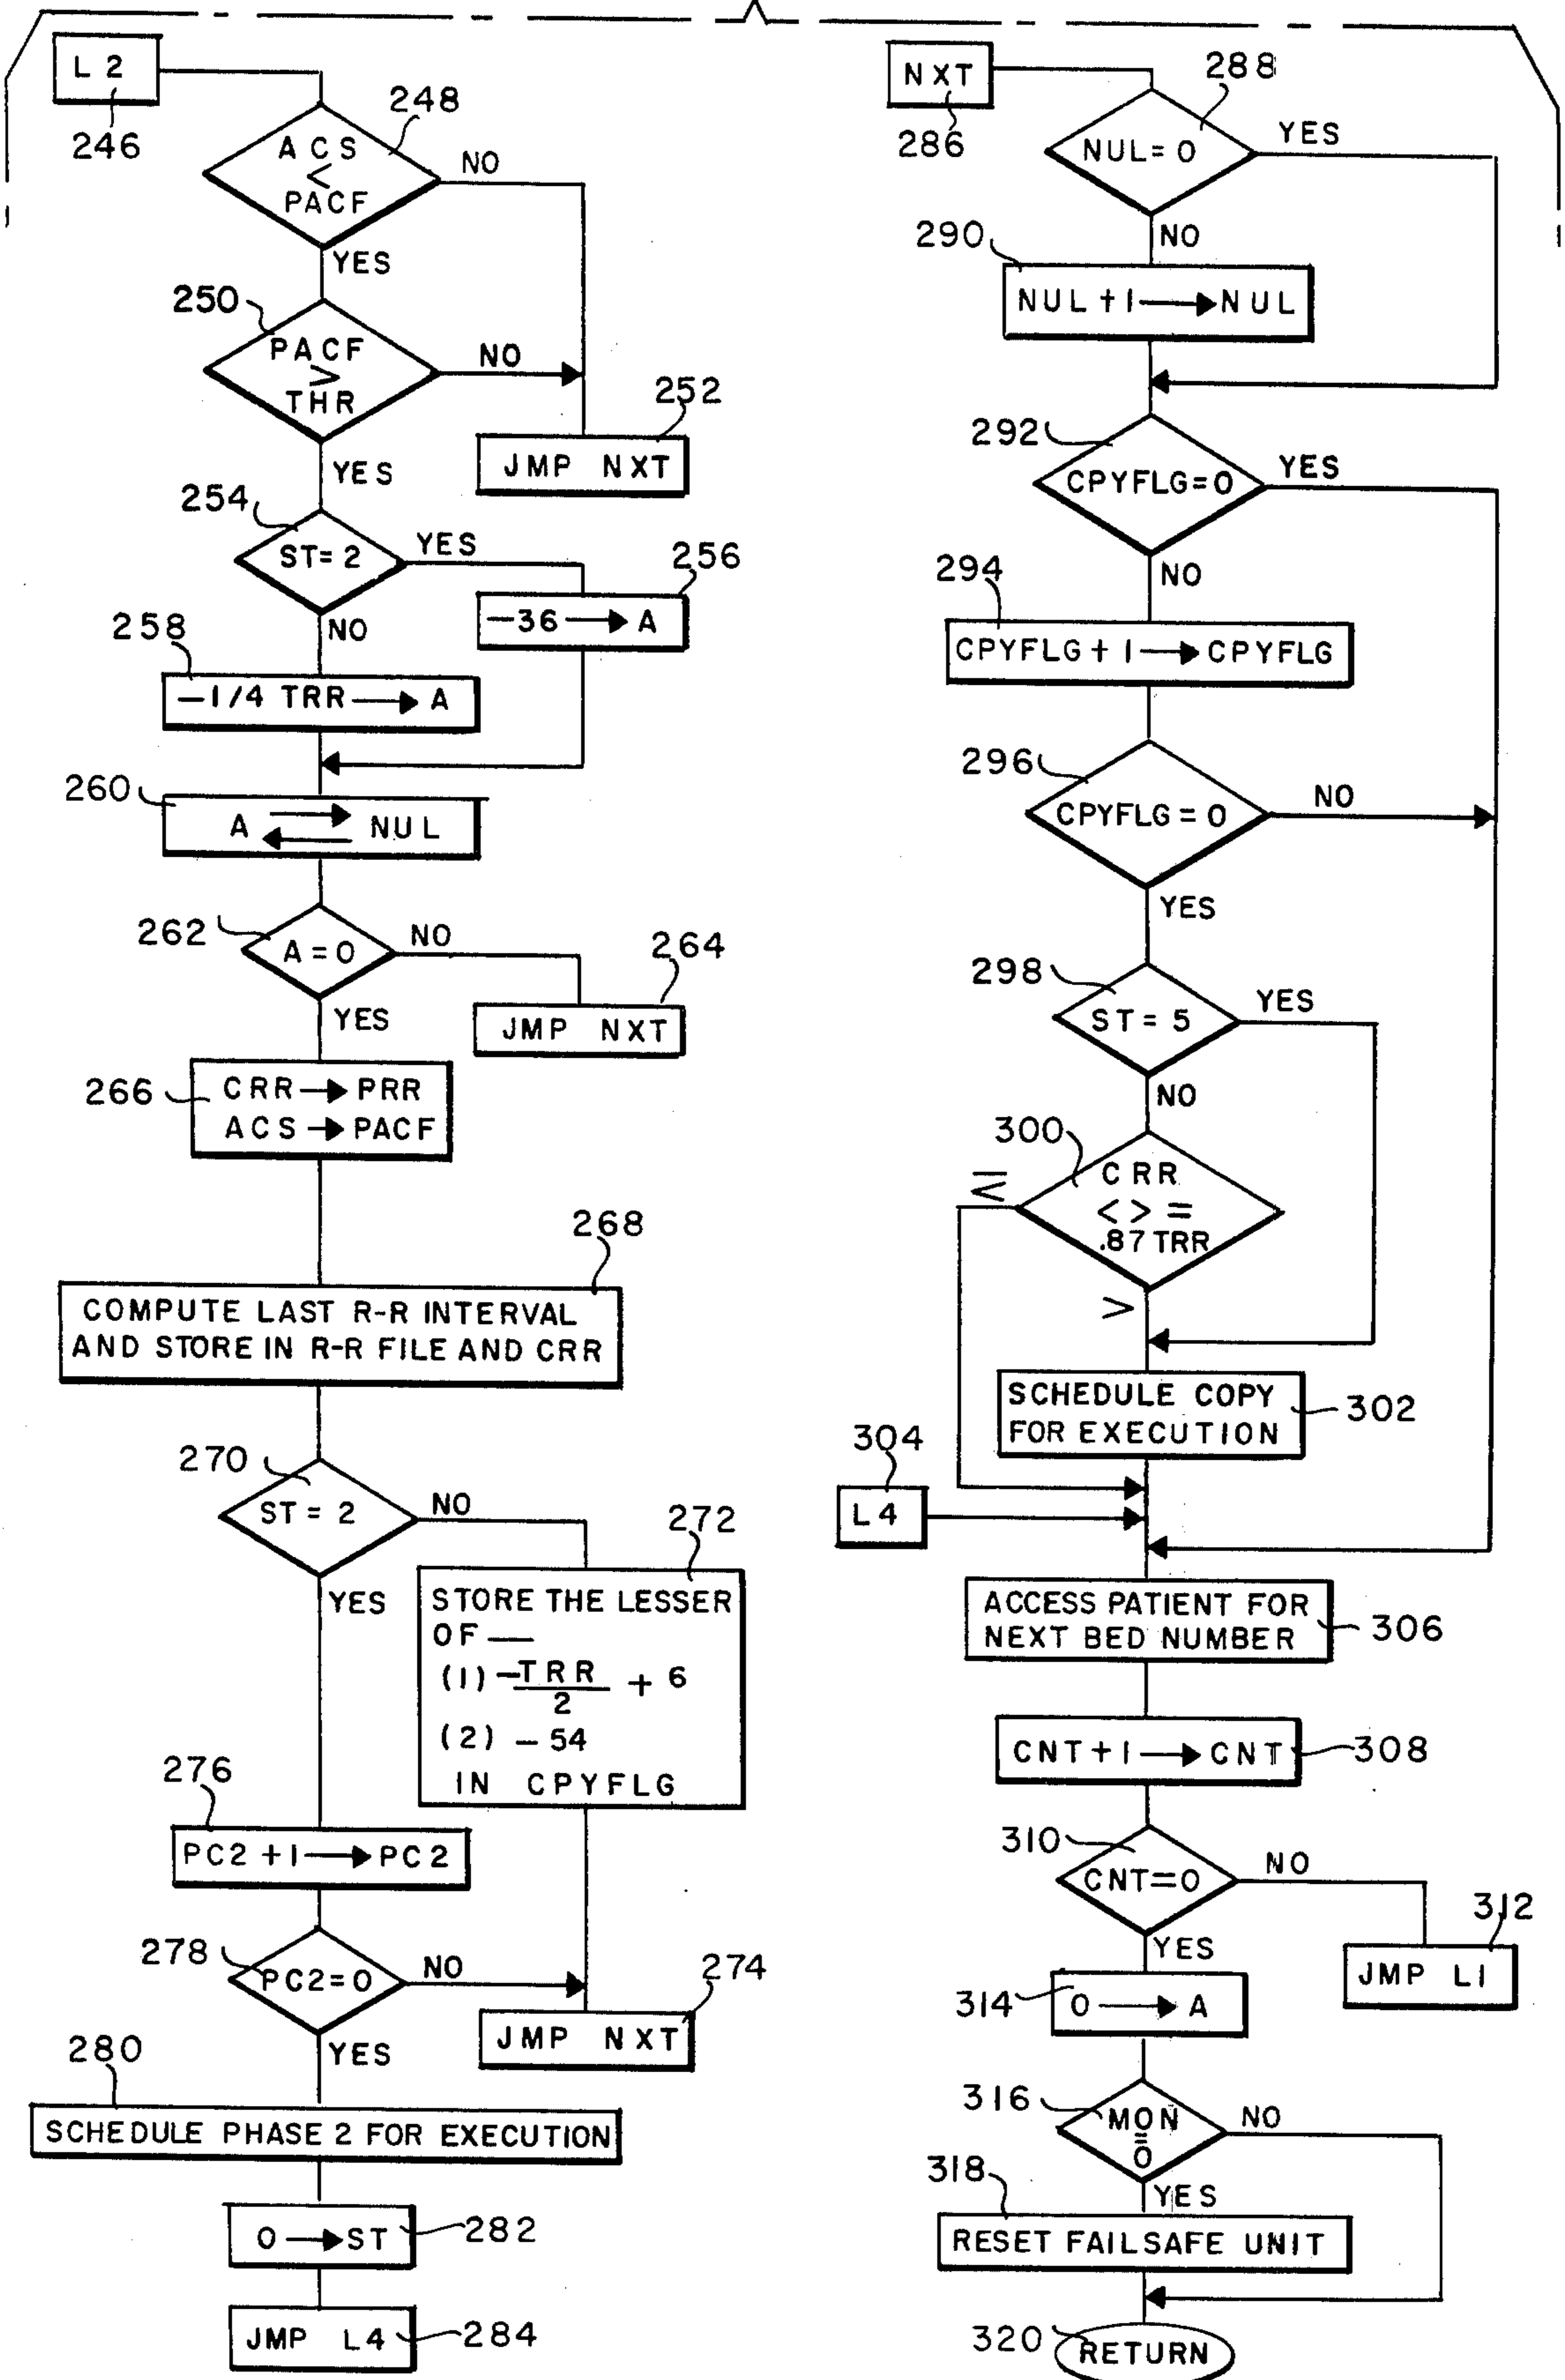 L 2
246
248
ACS
<
PACF
NO
YES
250
PACF
>
THR
NO
252
JMP NXT
YES
254
ST= 2
YES
256
-36 → A
NO
258
-1/4 TRR → A
260
A ⇄ NUL
262
A = 0
NO
264
JMP NXT
YES
266
CRR → PRR
ACS → PACF
268
COMPUTE LAST R-R INTERVAL
AND STORE IN R-R FILE AND CRR
270
ST = 2
NO
272
YES
STORE THE LESSER
OF —
(1) -TRR/2 + 6
(2) - 54
IN CPYFLG
276
PC2 +1 → PC2
278
PC2=0
NO
274
JMP NXT
YES
280
SCHEDULE PHASE 2 FOR EXECUTION
0 → ST
282
JMP L4
284
NXT
286
288
NUL= 0
YES
NO
290
NUL +1 → NUL
292
CPYFLG=0
YES
NO
294
CPYFLG + 1 → CPYFLG
296
CPYFLG = 0
NO
YES
298
ST = 5
YES
NO
300
CRR
< > =
.87 TRR
≥
<
SCHEDULE COPY
FOR EXECUTION
302
304
L4
ACCESS PATIENT FOR
NEXT BED NUMBER
306
CNT+1 → CNT
308
310
CNT=0
NO
312
JMP L1
YES
314
0 → A
316
MON
=
0
NO
YES
318
RESET FAILSAFE UNIT
320
RETURN